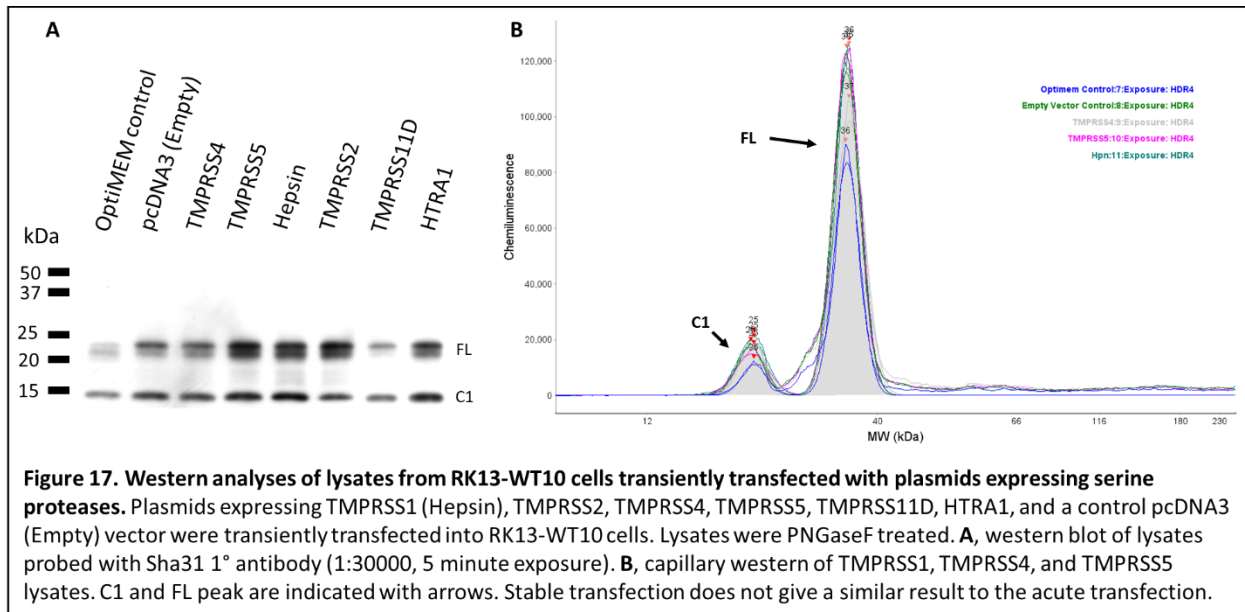 A
OptiMEM control
pcDNA3 (Empty)
TMPRSS4
TMPRSS5
Hepsin
TMPRSS2
TMPRSS11D
HTRA1
kDa
50
37
25
20
15
FL
C1
B
Chemiluminescence
120,000
100,000
80,000
60,000
40,000
20,000
0
FL
C1
36
37
36
Optimem Control:7:Exposure: HDR4
Empty Vector Control:8:Exposure: HDR4
TMPRSS4:9:Exposure: HDR4
TMPRSS5:10:Exposure: HDR4
Hpn:11:Exposure: HDR4
12
40
66
116
180
230
MW (kDa)
Figure 17. Western analyses of lysates from RK13-WT10 cells transiently transfected with plasmids expressing serine
proteases. Plasmids expressing TMPRSS1 (Hepsin), TMPRSS2, TMPRSS4, TMPRSS5, TMPRSS11D, HTRA1, and a control pcDNA3
(Empty) vector were transiently transfected into RK13-WT10 cells. Lysates were PNGaseF treated. A, western blot of lysates
probed with Sha31 1° antibody (1:30000, 5 minute exposure). B, capillary western of TMPRSS1, TMPRSS4, and TMPRSS5
lysates. C1 and FL peak are indicated with arrows. Stable transfection does not give a similar result to the acute transfection.